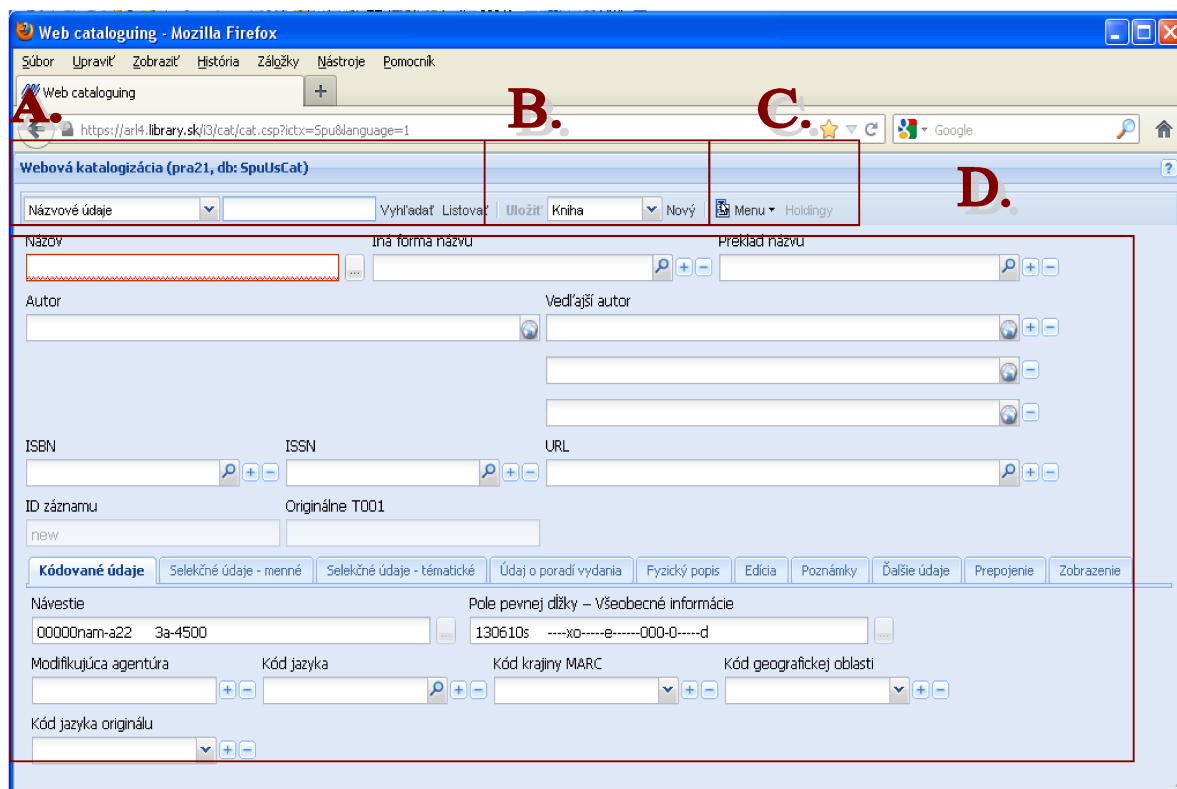 Web cataloguing - Mozilla Firefox
Súbor Upraviť Zobraziť História Záložky Nástroje Pomocník
Web cataloguing +
A. B. C.
https://arl4.library.sk/i3/cat/cat.csp?ictx=Spu&language=1 Google
Webová katalogizácia (pra21, db: SpuUsCat) ?
D.
Názvové údaje Vyhľadať Listovať Uložiť Kniha Nový Menu Holdingy
Názov Iná forma názvu Preklad názvu
...
Autor Vedľajší autor
ISBN ISSN URL
ID záznamu Originálne T001
new
Kódované údaje Selekčné údaje - menné Selekčné údaje - tématické Údaj o poradí vydania Fyzický popis Edícia Poznámky Ďalšie údaje Prepojenie Zobrazenie
Návestie Pole pevnej dĺžky – Všeobecné informácie
00000nam-a22 3a-4500 ... 130610s ----xo-----e------000-0-----d ...
Modifikujúca agentúra Kód jazyka Kód krajiny MARC Kód geografickej oblasti
Kód jazyka originálu